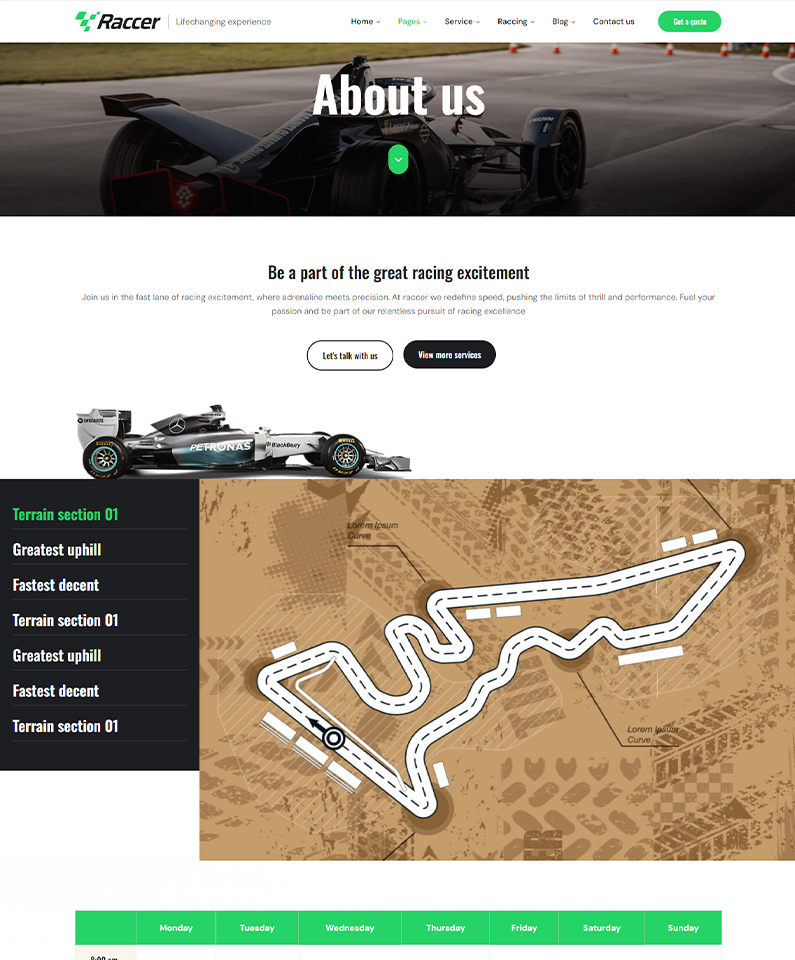 Raccer
Lifechanging experience
Home
Pages
Service
Raccing
Blog
Contact us
Get a quote
About us
Be a part of the great racing excitement
Join us in the fast lane of racing excitement, where adrenaline meets precision. At raccer we redefine speed, pushing the limits of thrill and performance. Fuel your
passion and be part of our relentless pursuit of racing excellence
Let's talk with us
View more services
PETRONAS
BlackBerry
Terrain section 01
Greatest uphill
Fastest decent
Terrain section 01
Greatest uphill
Fastest decent
Terrain section 01
Lorem Ipsum
Curve
Lorem Ipsum
Curve
Monday
Tuesday
Wednesday
Thursday
Friday
Saturday
Sunday